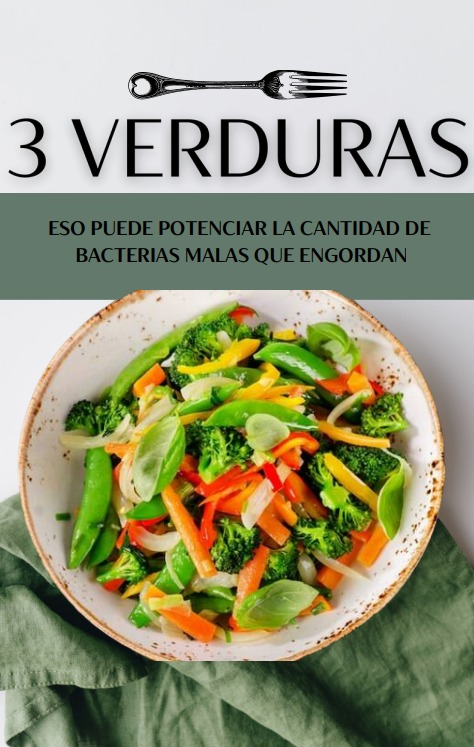 3 VERDURAS
ESO PUEDE POTENCIAR LA CANTIDAD DE
BACTERIAS MALAS QUE ENGORDAN